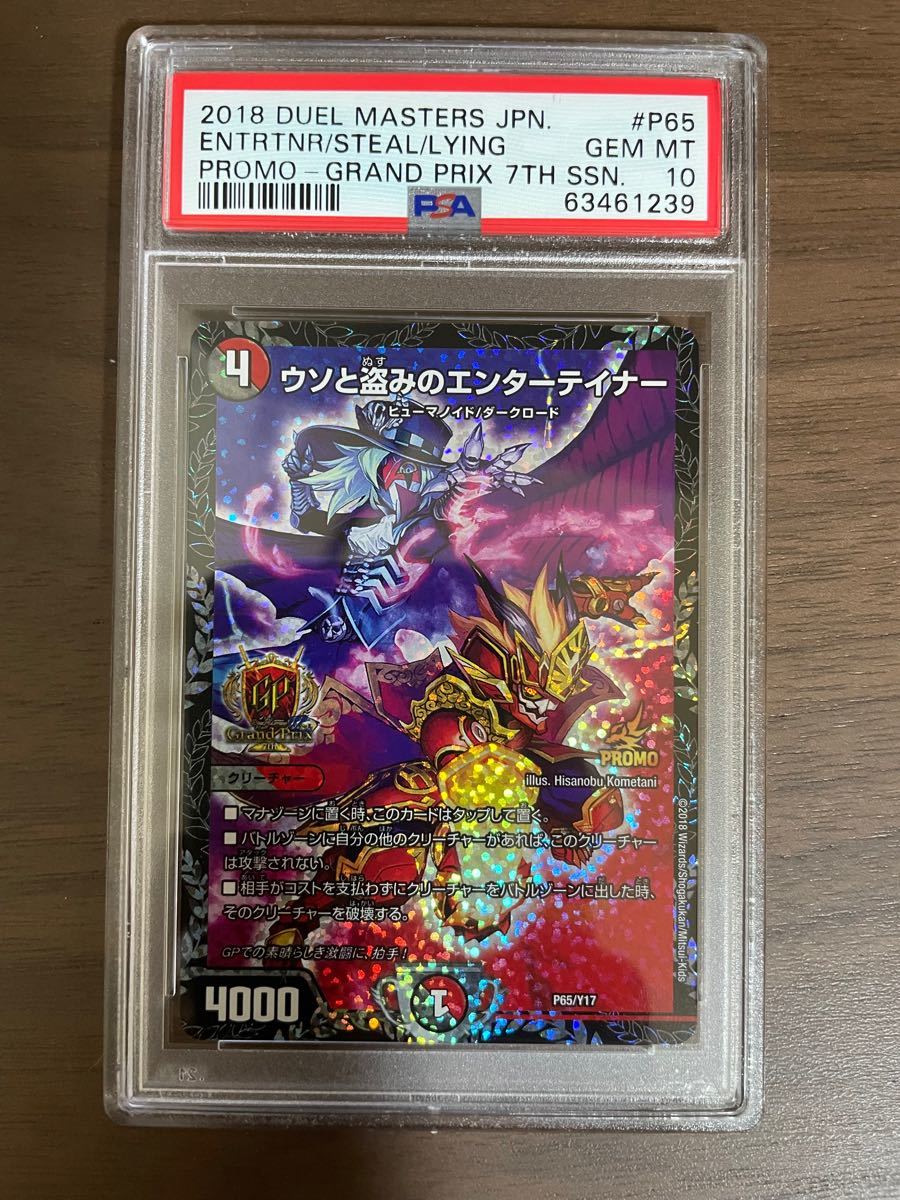 2018 DUEL MASTERS JPN. #P65
ENTRTNR/STEAL/LYING GEM MT
PROMO - GRAND PRIX 7TH SSN. 10
PSA 63461239
4
ぬす
ウソと盗みのエンターテイナー
ヒューマノイド/ダークロード
GP
Grand Prix
7th
PROMO
illus. Hisanobu Kometani
クリーチャー
■マナゾーンに置く時、このカードはタップして置く。
■バトルゾーンに自分の他のクリーチャーがあれば、このクリーチャー
は攻撃されない。
■相手がコストを支払わずにクリーチャーをバトルゾーンに出した時、
そのクリーチャーを破壊する。
GPでの素晴らしき激闘に、拍手!
4000
1
P65/Y17
©2018 Wizards/Shogakukan/Mitsui-Kids